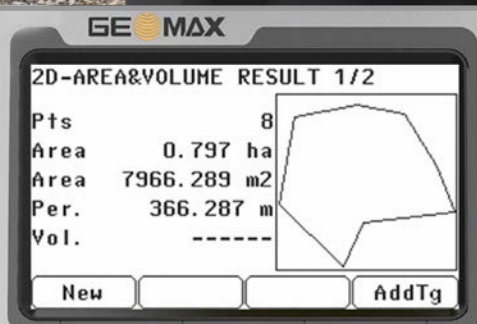 GEOMAX
2D-AREA&VOLUME RESULT 1/2
Pts 8
Area 0.797 ha
Area 7966.289 m2
Per. 366.287 m
Vol. ------
New AddTg